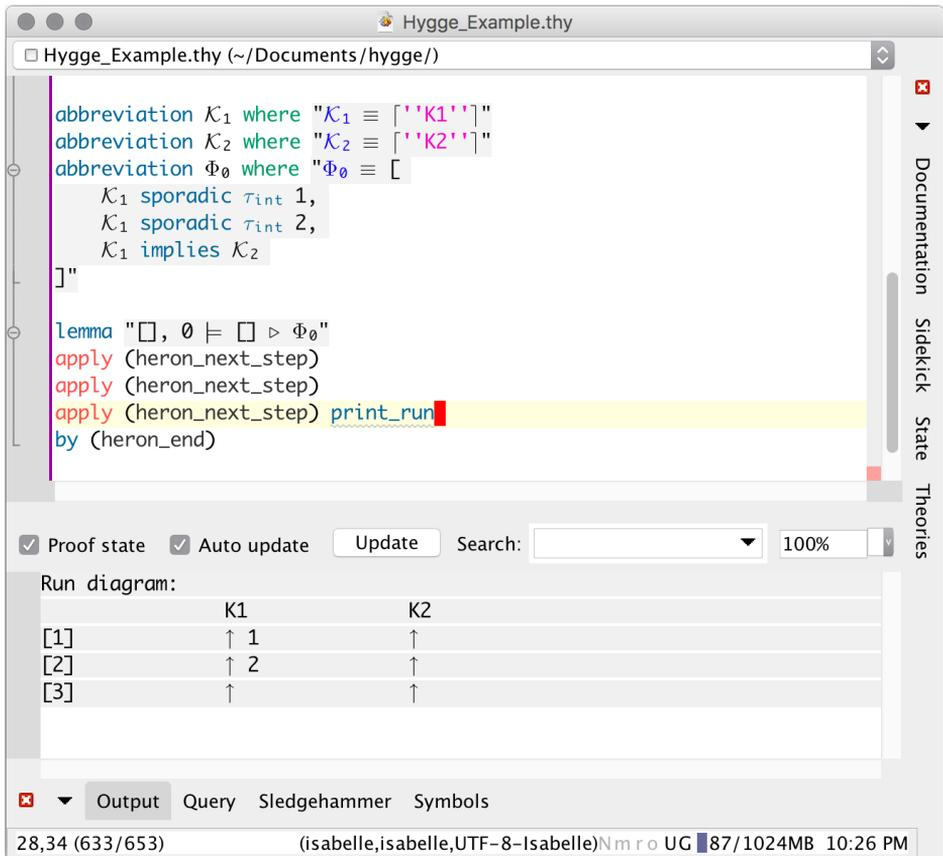 Hygge_Example.thy
Hygge_Example.thy (~/Documents/hygge/)
abbreviation 𝒦₁ where "𝒦₁ ≡ ⌈''K1''⌉"
abbreviation 𝒦₂ where "𝒦₂ ≡ ⌈''K2''⌉"
abbreviation Φ₀ where "Φ₀ ≡ [
𝒦₁ sporadic τᵢₙₜ 1,
𝒦₁ sporadic τᵢₙₜ 2,
𝒦₁ implies 𝒦₂
]"
lemma "[], 0 ⊨ [] ▹ Φ₀"
apply (heron_next_step)
apply (heron_next_step)
apply (heron_next_step) print_run
by (heron_end)
Documentation
Sidekick
State
Theories
Proof state Auto update Update Search: 100%
Run diagram:
K1 K2
[1] ↑ 1 ↑
[2] ↑ 2 ↑
[3] ↑ ↑
Output Query Sledgehammer Symbols
28,34 (633/653) (isabelle,isabelle,UTF-8-Isabelle)N m r o UG 87/1024MB 10:26 PM